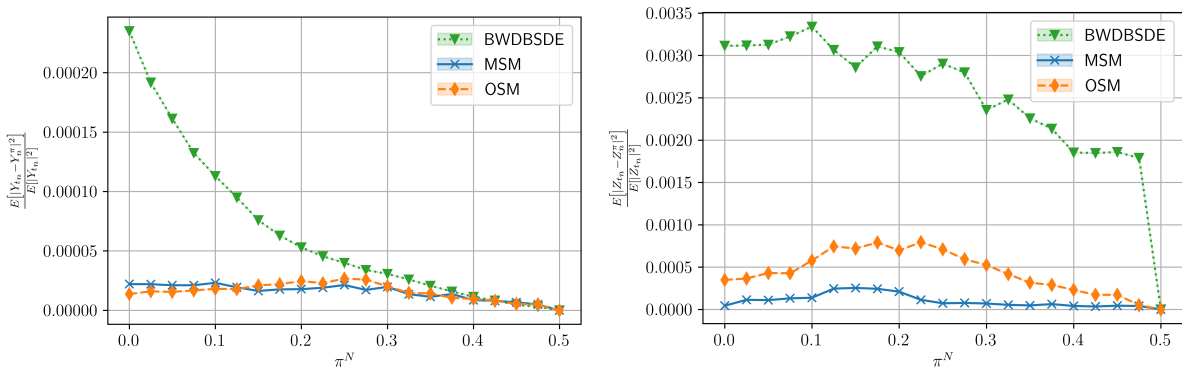 0.00020
0.00015
0.00010
0.00005
0.00000
E[|Y_{t_n} − Y_n^π|²] / E[|Y_{t_n}|²]
BWDBSDE
MSM
OSM
0.0 0.1 0.2 0.3 0.4 0.5
π^N
0.0035
0.0030
0.0025
0.0020
0.0015
0.0010
0.0005
0.0000
E[|Z_{t_n} − Z_n^π|²] / E[|Z_{t_n}|²]
BWDBSDE
MSM
OSM
0.0 0.1 0.2 0.3 0.4 0.5
π^N